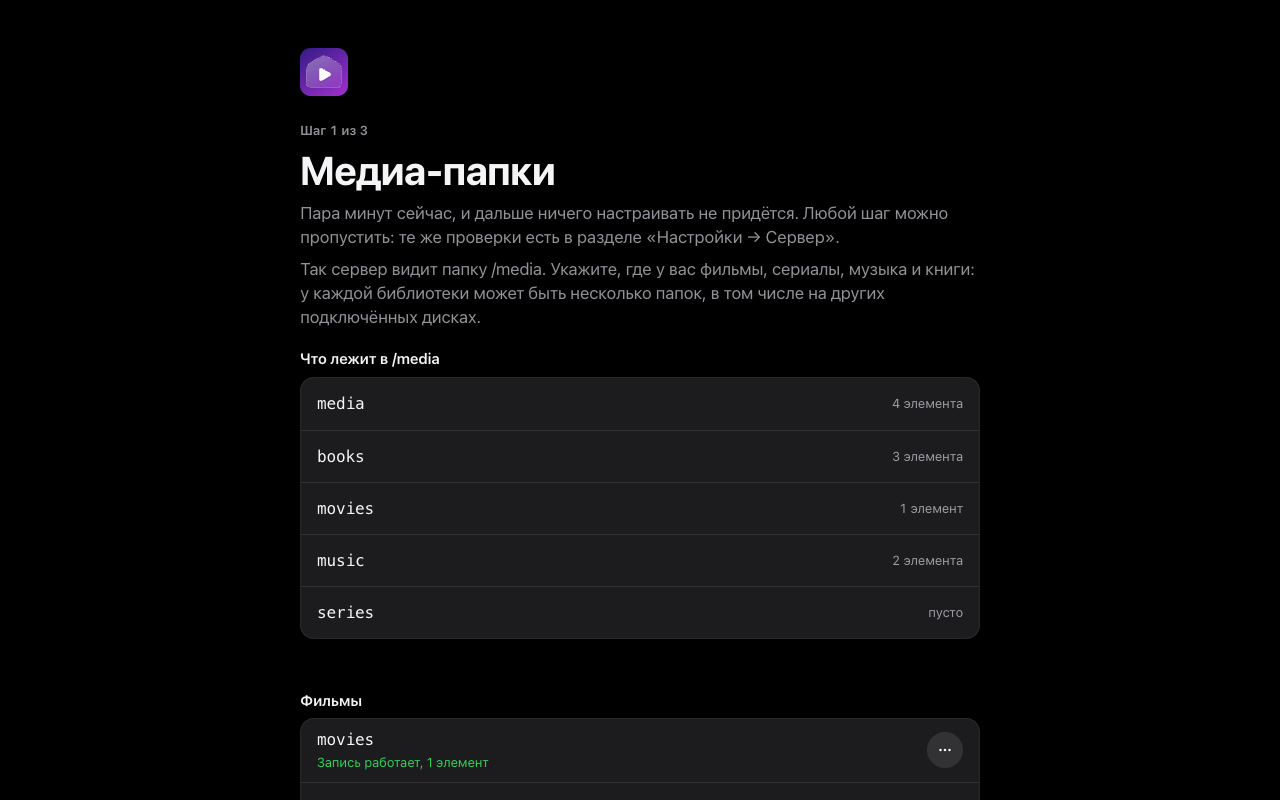 Шаг 1 из 3
Медиа-папки
Пара минут сейчас, и дальше ничего настраивать не придётся. Любой шаг можно
пропустить: те же проверки есть в разделе «Настройки → Сервер».
Так сервер видит папку /media. Укажите, где у вас фильмы, сериалы, музыка и книги:
у каждой библиотеки может быть несколько папок, в том числе на других
подключённых дисках.
Что лежит в /media
media 4 элемента
books 3 элемента
movies 1 элемент
music 2 элемента
series пусто
Фильмы
movies
Запись работает, 1 элемент